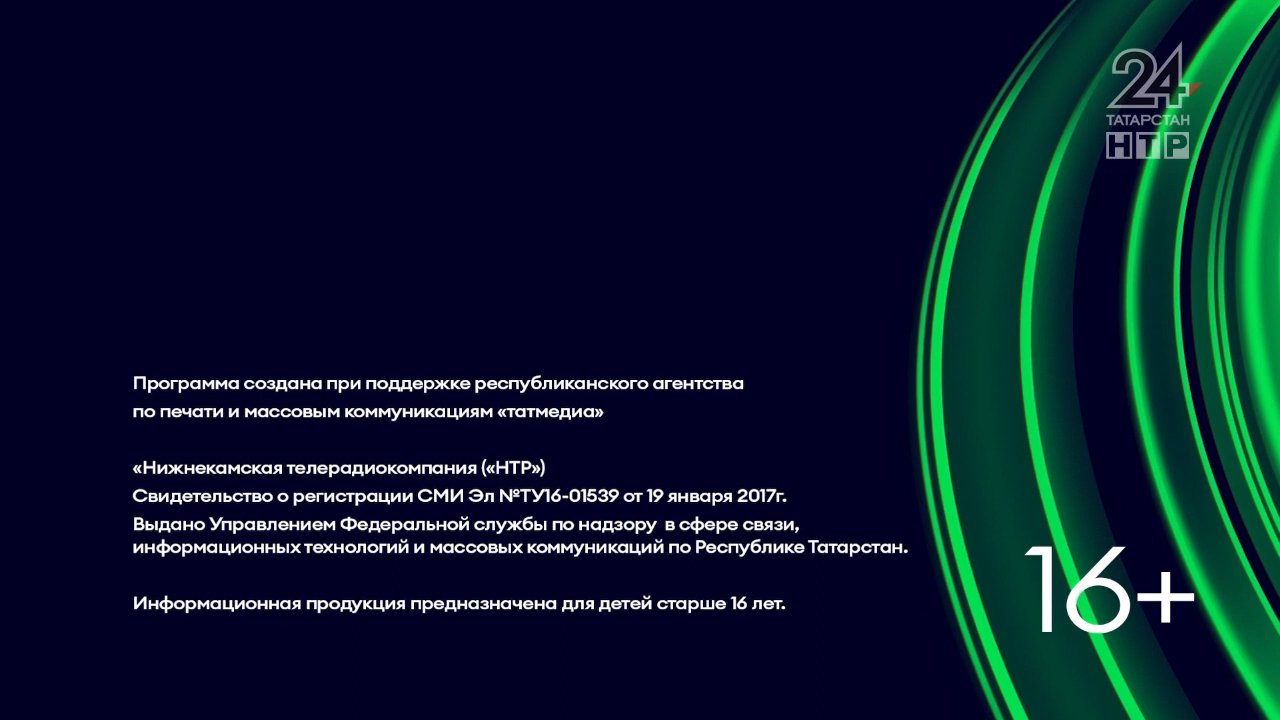 24
ТАТАРСТАН
НТР
Программа создана при поддержке республиканского агентства
по печати и массовым коммуникациям «татмедиа»
«Нижнекамская телерадиокомпания («НТР»)
Свидетельство о регистрации СМИ Эл №ТУ16-01539 от 19 января 2017г.
Выдано Управлением Федеральной службы по надзору  в сфере связи,
информационных технологий и массовых коммуникаций по Республике Татарстан.
Информационная продукция предназначена для детей старше 16 лет.
16+